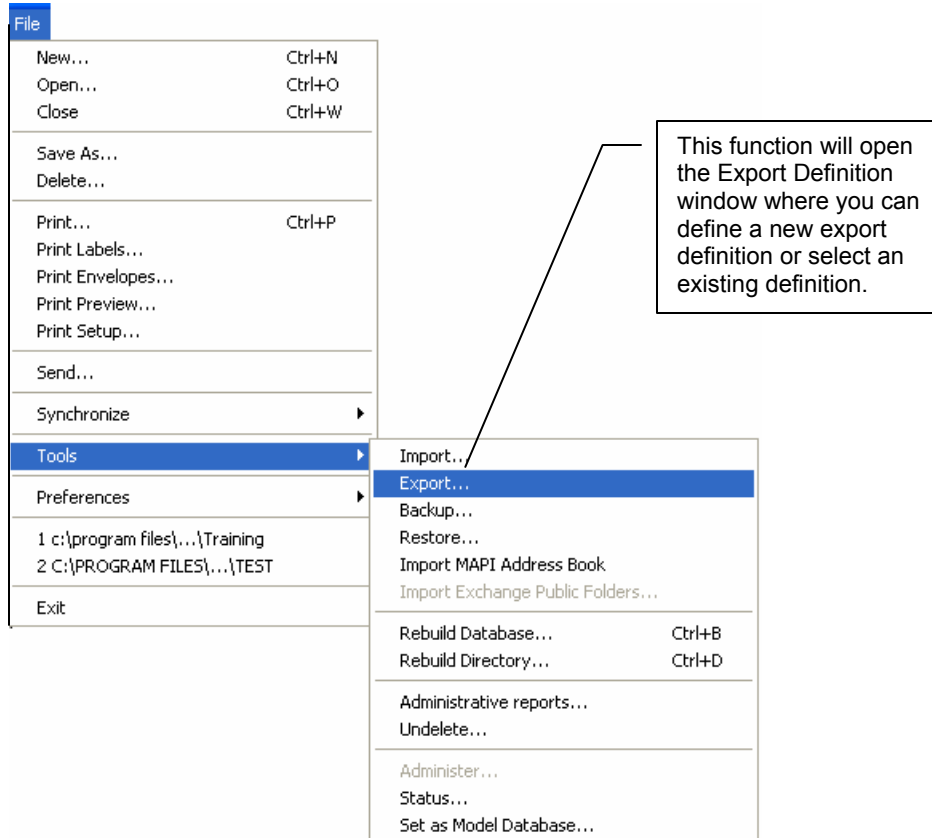 File
New... Ctrl+N
Open... Ctrl+O
Close Ctrl+W
Save As...
Delete...
Print... Ctrl+P
Print Labels...
Print Envelopes...
Print Preview...
Print Setup...
Send...
Synchronize
Tools
Preferences
1 c:\program files\...\Training
2 C:\PROGRAM FILES\...\TEST
Exit
Import...
Export...
Backup...
Restore...
Import MAPI Address Book
Import Exchange Public Folders...
Rebuild Database... Ctrl+B
Rebuild Directory... Ctrl+D
Administrative reports...
Undelete...
Administer...
Status...
Set as Model Database...
This function will open
the Export Definition
window where you can
define a new export
definition or select an
existing definition.